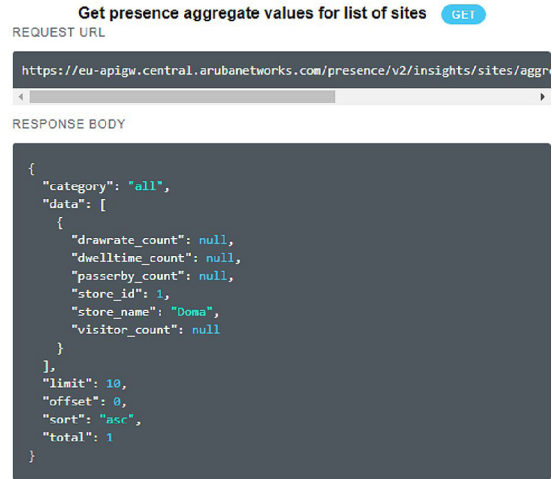 Get presence aggregate values for list of sites GET
REQUEST URL
https://eu-apigw.central.arubanetworks.com/presence/v2/insights/sites/aggr
RESPONSE BODY
{
"category": "all",
"data": [
{
"drawrate_count": null,
"dwelltime_count": null,
"passerby_count": null,
"store_id": 1,
"store_name": "Doma",
"visitor_count": null
}
],
"limit": 10,
"offset": 0,
"sort": "asc",
"total": 1
}